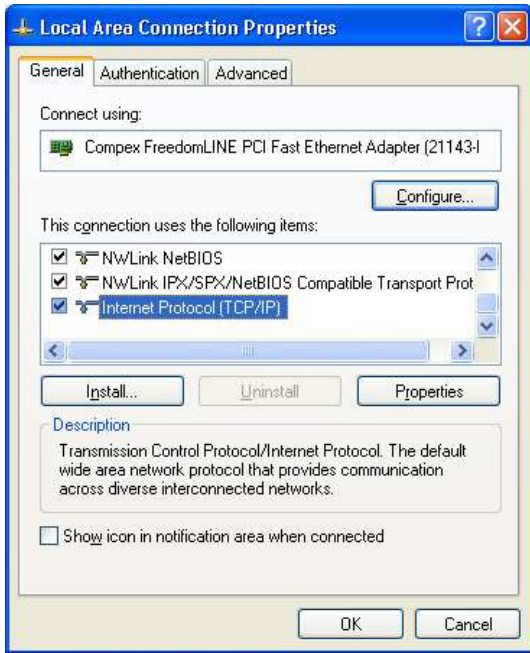 Local Area Connection Properties
General Authentication Advanced
Connect using:
Compex FreedomLINE PCI Fast Ethernet Adapter (21143-I
Configure...
This connection uses the following items:
NWLink NetBIOS
NWLink IPX/SPX/NetBIOS Compatible Transport Prot
Internet Protocol (TCP/IP)
Install... Uninstall Properties
Description
Transmission Control Protocol/Internet Protocol. The default
wide area network protocol that provides communication
across diverse interconnected networks.
Show icon in notification area when connected
OK Cancel